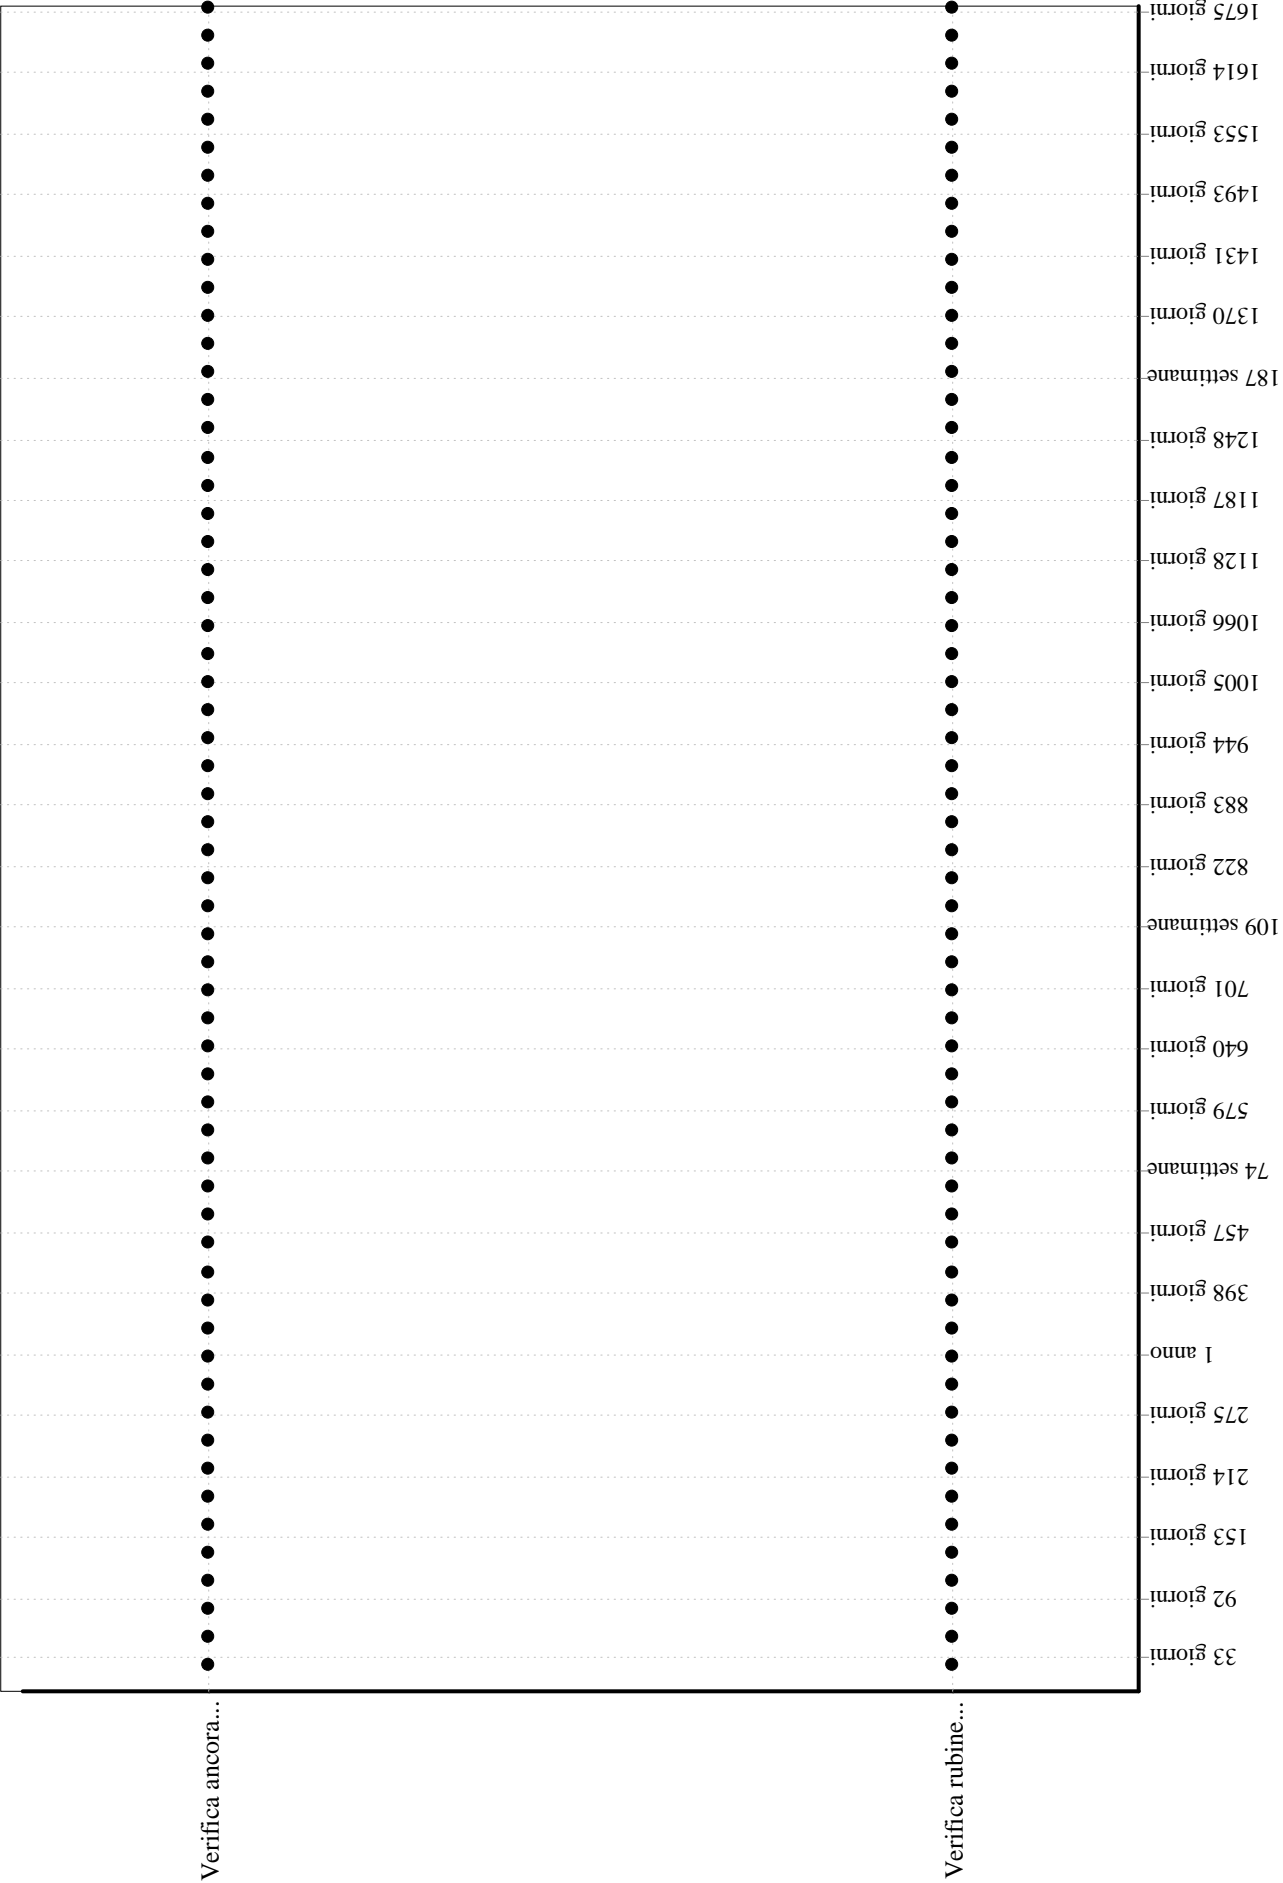 1675 giorni
1614 giorni
1553 giorni
1493 giorni
1431 giorni
1370 giorni
187 settimane
1248 giorni
1187 giorni
1128 giorni
1066 giorni
1005 giorni
944 giorni
883 giorni
822 giorni
109 settimane
701 giorni
640 giorni
579 giorni
74 settimane
457 giorni
398 giorni
1 anno
275 giorni
214 giorni
153 giorni
92 giorni
33 giorni
Verifica ancora...
Verifica rubine...